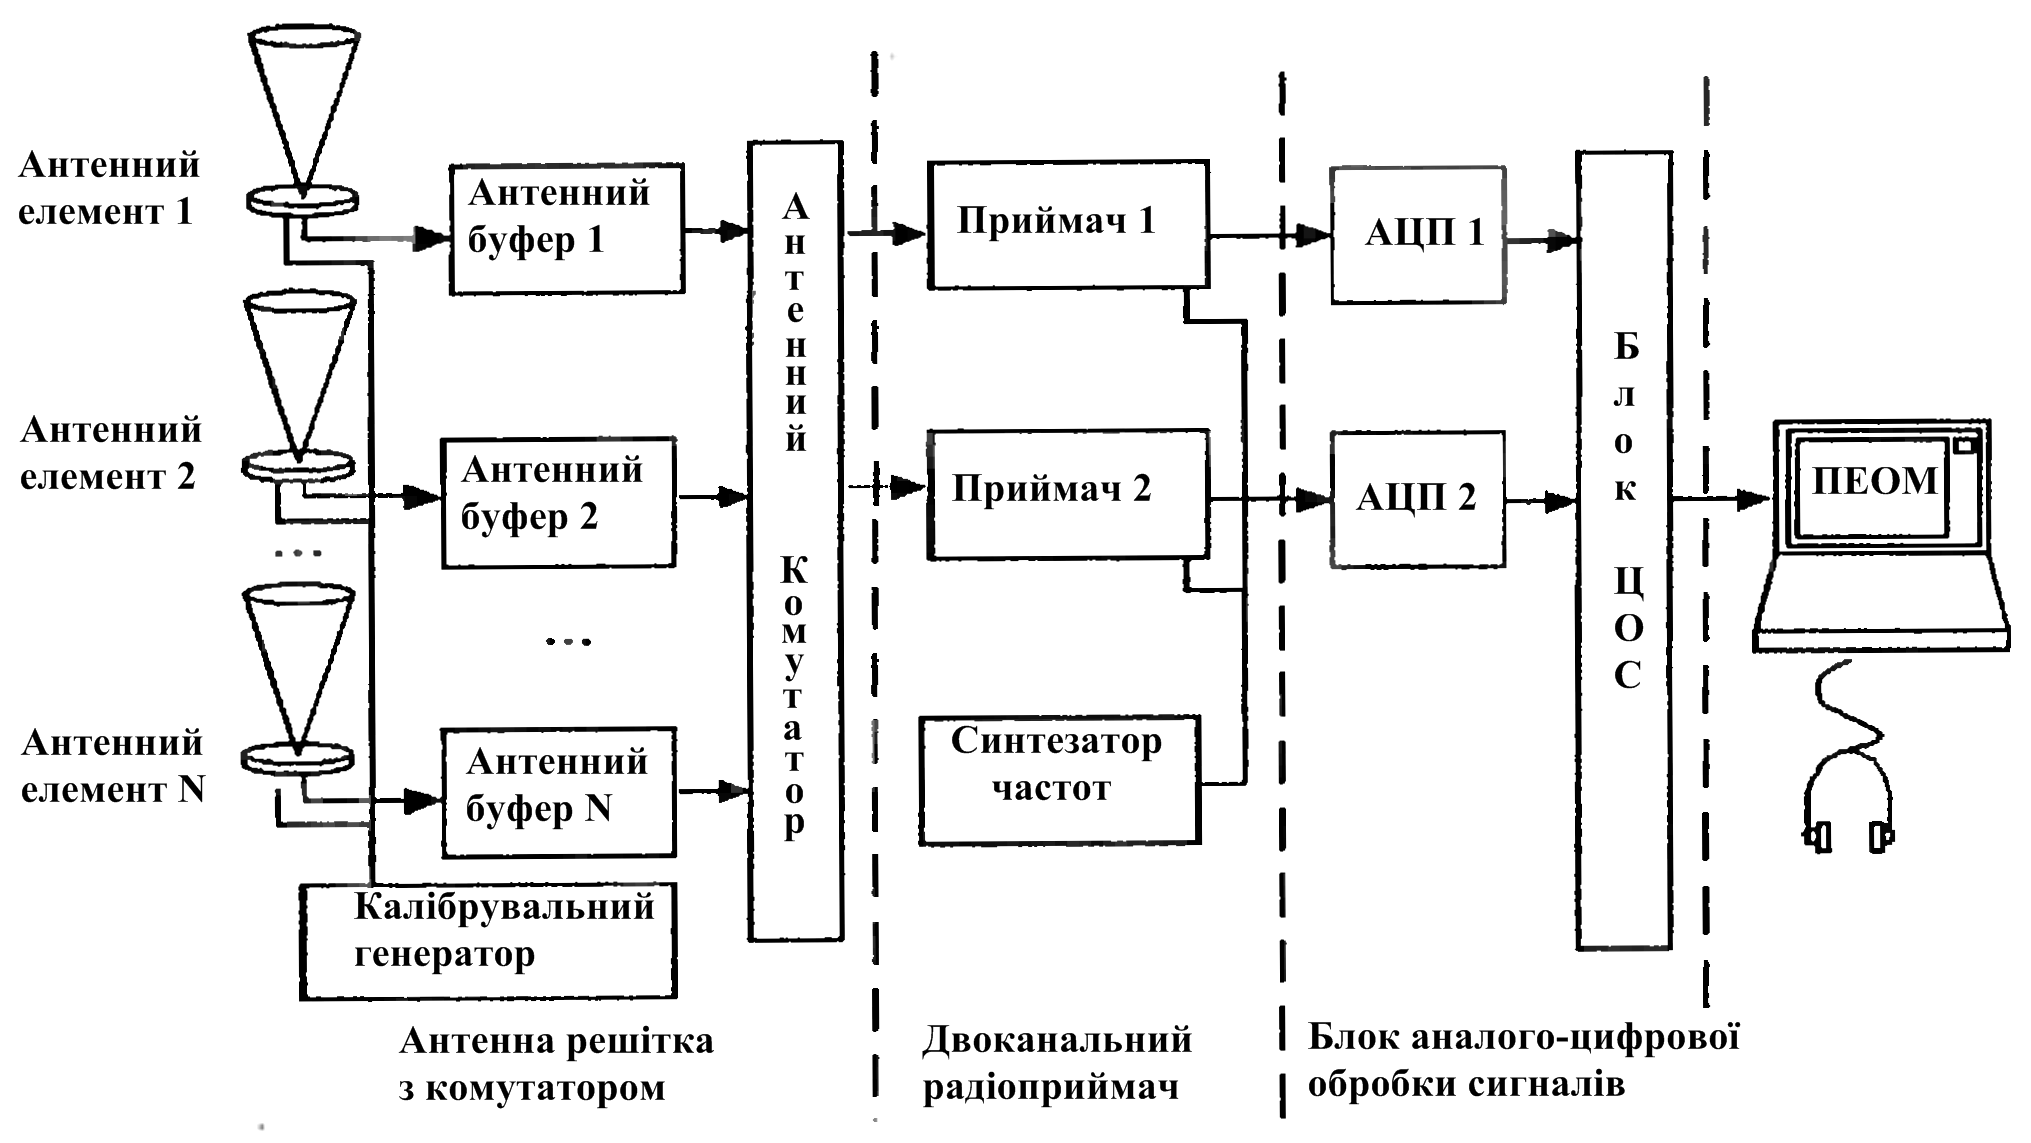 Антенний
елемент 1
Антенний
буфер 1
Антенний
елемент 2
Антенний
буфер 2
...
Антенний
елемент N
...
Антенний
буфер N
Калібрувальний
генератор
Антенний Комутатор
Приймач 1
Приймач 2
Синтезатор
частот
АЦП 1
АЦП 2
Блок ЦОС
ПЕОМ
Антенна решітка
з комутатором
Двоканальний
радіоприймач
Блок аналого-цифрової
обробки сигналів